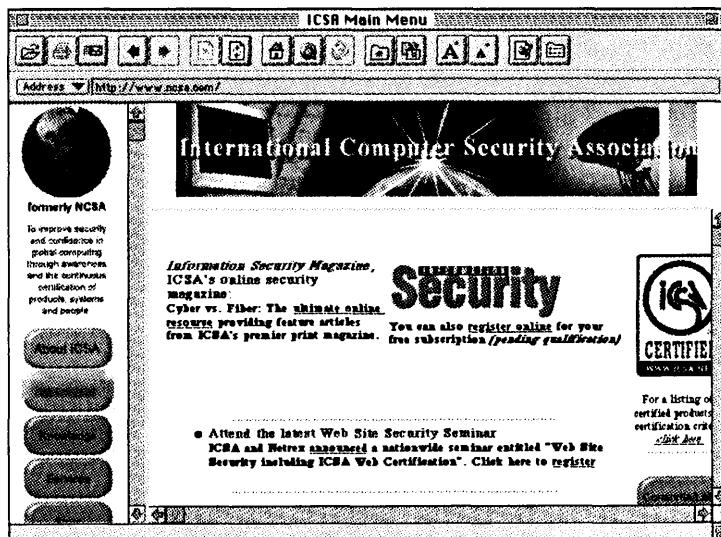 ICSA Main Menu
Address http://www.ncsa.com/
International Computer Security Association
formerly NCSA
To improve security
and confidence in
global computing
through awareness
and the continuous
certification of
products, systems
and people
About ICSA
Knowledge
Services
Information Security Magazine,
ICSA's online security
magazine:
Cyber vs. Fiber: The ultimate online
resource providing feature articles
from ICSA's premier print magazine.
Security
You can also register online for your
free subscription (pending qualification)
CERTIFIE
For a listing o
certified products
certification crite
click here
Attend the latest Web Site Security Seminar
ICSA and Netrex announced a nationwide seminar entitled "Web Site
Security including ICSA Web Certification". Click here to register